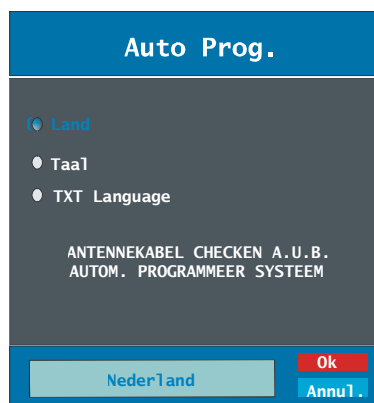 Auto Prog.
Land
Taal
TXT Language
ANTENNEKABEL CHECKEN A.U.B.
AUTOM. PROGRAMMEER SYSTEEM
Ok
Nederland
Annul.